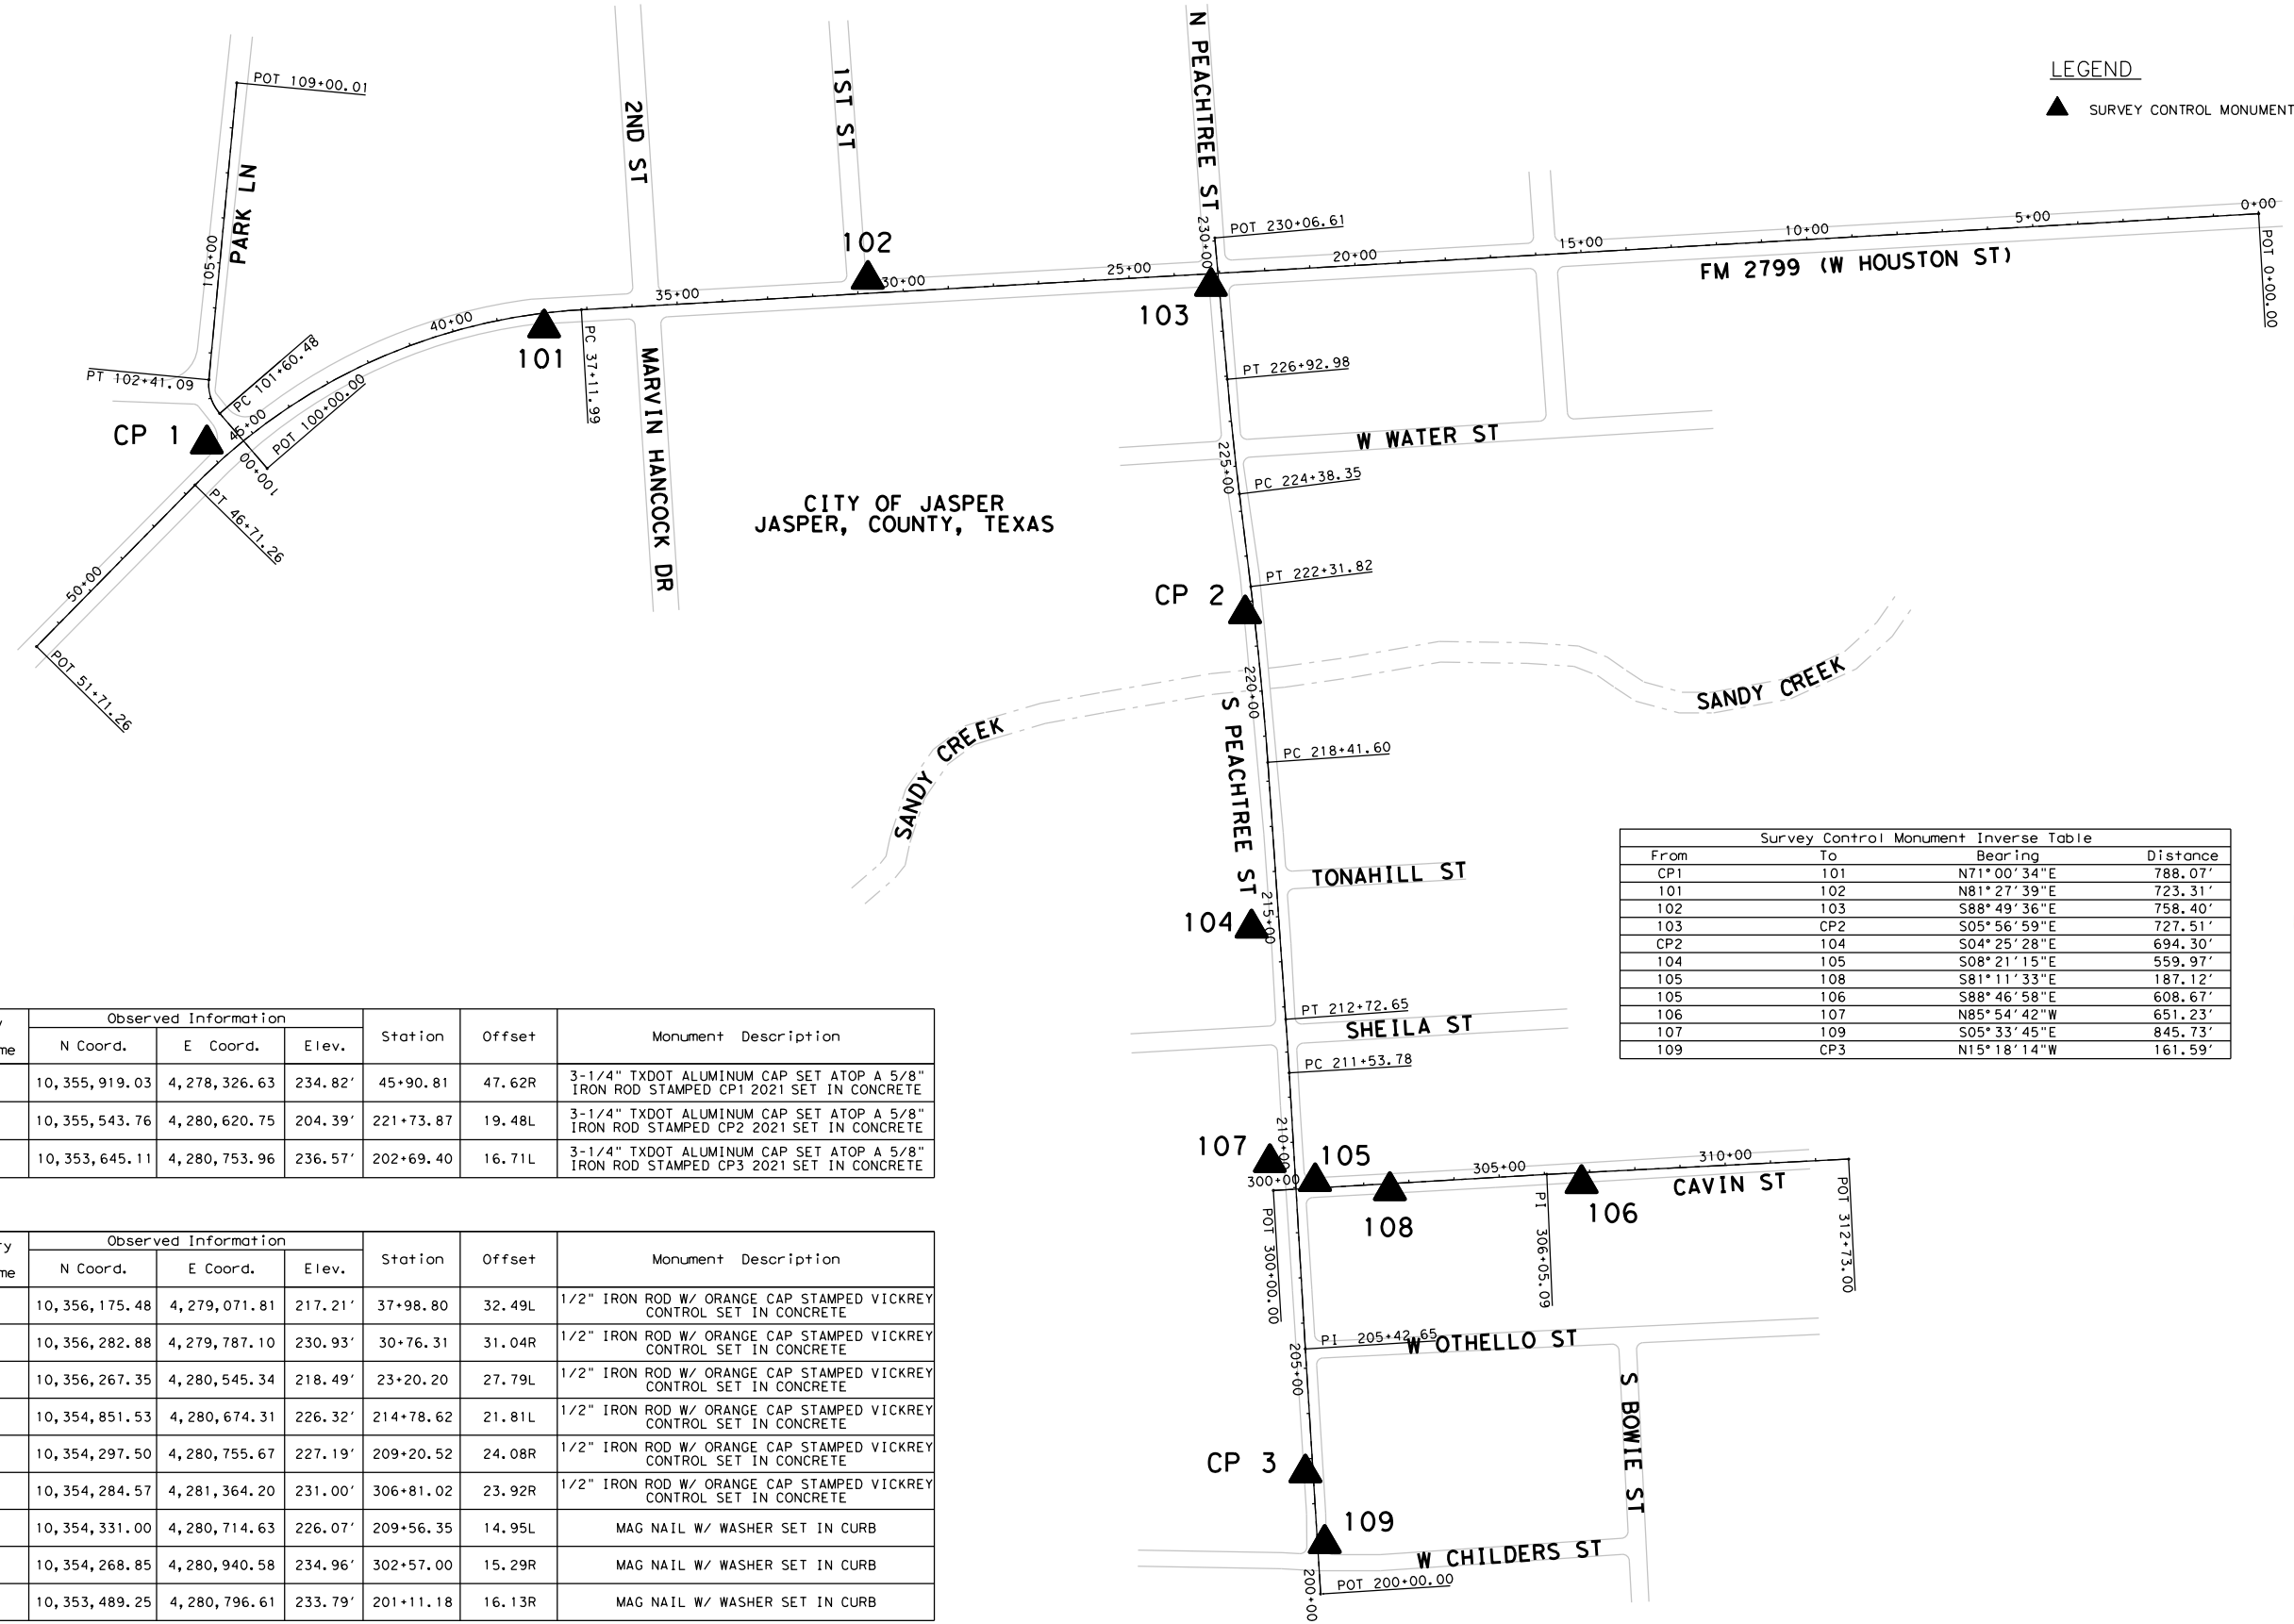 LEGEND
SURVEY CONTROL MONUMENT
POT 109+00.01
PARK LN
105+00
PT 102+41.09
PC 101+60.48
POT 100+00.00
100+00
CP 1
45+00
PT 46+71.26
50+00
POT 51+71.26
40+00
101
PC 37+11.99
2ND ST
MARVIN HANCOCK DR
35+00
1ST ST
102
30+00
25+00
N PEACHTREE ST
230+00
POT 230+06.61
103
20+00
15+00
10+00
5+00
0+00
POT 0+00.00
FM 2799 (W HOUSTON ST)
PT 226+92.98
W WATER ST
225+00
PC 224+38.35
CITY OF JASPER
JASPER, COUNTY, TEXAS
PT 222+31.82
CP 2
220+00
SANDY CREEK
SANDY CREEK
S PEACHTREE ST
PC 218+41.60
TONAHILL ST
104
215+00
PT 212+72.65
SHEILA ST
PC 211+53.78
107
210+00
105
300+00
108
305+00
310+00
CAVIN ST
106
POT 300+00.00
PI 306+05.09
POT 312+73.00
PI 205+42.65
W OTHELLO ST
205+00
S BOWIE ST
CP 3
109
W CHILDERS ST
POT 200+00.00
200+00
Survey Control Monument Inverse Table
From To Bearing Distance
CP1 101 N71°00'34"E 788.07'
101 102 N81°27'39"E 723.31'
102 103 S88°49'36"E 758.40'
103 CP2 S05°56'59"E 727.51'
CP2 104 S04°25'28"E 694.30'
104 105 S08°21'15"E 559.97'
105 108 S81°11'33"E 187.12'
105 106 S88°46'58"E 608.67'
106 107 N85°54'42"W 651.23'
107 109 S05°33'45"E 845.73'
109 CP3 N15°18'14"W 161.59'
Observed Information
N Coord. E Coord. Elev. Station Offset Monument Description
10,355,919.03 4,278,326.63 234.82' 45+90.81 47.62R 3-1/4" TXDOT ALUMINUM CAP SET ATOP A 5/8"
IRON ROD STAMPED CP1 2021 SET IN CONCRETE
10,355,543.76 4,280,620.75 204.39' 221+73.87 19.48L 3-1/4" TXDOT ALUMINUM CAP SET ATOP A 5/8"
IRON ROD STAMPED CP2 2021 SET IN CONCRETE
10,353,645.11 4,280,753.96 236.57' 202+69.40 16.71L 3-1/4" TXDOT ALUMINUM CAP SET ATOP A 5/8"
IRON ROD STAMPED CP3 2021 SET IN CONCRETE
Observed Information
N Coord. E Coord. Elev. Station Offset Monument Description
10,356,175.48 4,279,071.81 217.21' 37+98.80 32.49L 1/2" IRON ROD W/ ORANGE CAP STAMPED VICKREY
CONTROL SET IN CONCRETE
10,356,282.88 4,279,787.10 230.93' 30+76.31 31.04R 1/2" IRON ROD W/ ORANGE CAP STAMPED VICKREY
CONTROL SET IN CONCRETE
10,356,267.35 4,280,545.34 218.49' 23+20.20 27.79L 1/2" IRON ROD W/ ORANGE CAP STAMPED VICKREY
CONTROL SET IN CONCRETE
10,354,851.53 4,280,674.31 226.32' 214+78.62 21.81L 1/2" IRON ROD W/ ORANGE CAP STAMPED VICKREY
CONTROL SET IN CONCRETE
10,354,297.50 4,280,755.67 227.19' 209+20.52 24.08R 1/2" IRON ROD W/ ORANGE CAP STAMPED VICKREY
CONTROL SET IN CONCRETE
10,354,284.57 4,281,364.20 231.00' 306+81.02 23.92R 1/2" IRON ROD W/ ORANGE CAP STAMPED VICKREY
CONTROL SET IN CONCRETE
10,354,331.00 4,280,714.63 226.07' 209+56.35 14.95L MAG NAIL W/ WASHER SET IN CURB
10,354,268.85 4,280,940.58 234.96' 302+57.00 15.29R MAG NAIL W/ WASHER SET IN CURB
10,353,489.25 4,280,796.61 233.79' 201+11.18 16.13R MAG NAIL W/ WASHER SET IN CURB